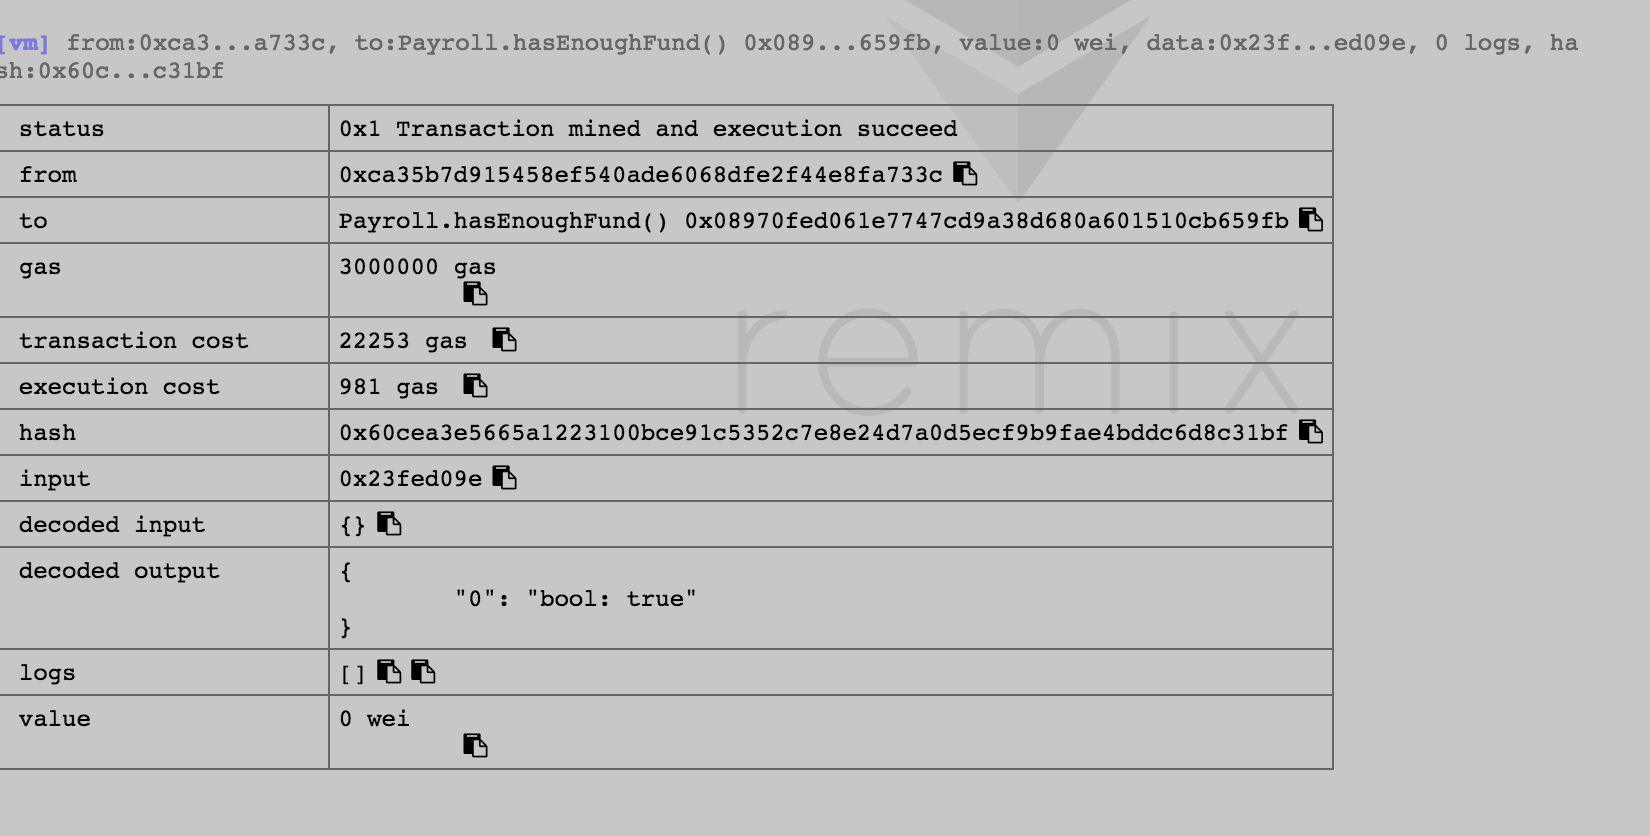 [vm] from:0xca3...a733c, to:Payroll.hasEnoughFund() 0x089...659fb, value:0 wei, data:0x23f...ed09e, 0 logs, ha
sh:0x60c...c31bf
status 0x1 Transaction mined and execution succeed
from 0xca35b7d915458ef540ade6068dfe2f44e8fa733c
to Payroll.hasEnoughFund() 0x08970fed061e7747cd9a38d680a601510cb659fb
gas 3000000 gas
transaction cost 22253 gas
execution cost 981 gas
hash 0x60cea3e5665a1223100bce91c5352c7e8e24d7a0d5ecf9b9fae4bddc6d8c31bf
input 0x23fed09e
decoded input {}
decoded output {
"0": "bool: true"
}
logs []
value 0 wei
remix